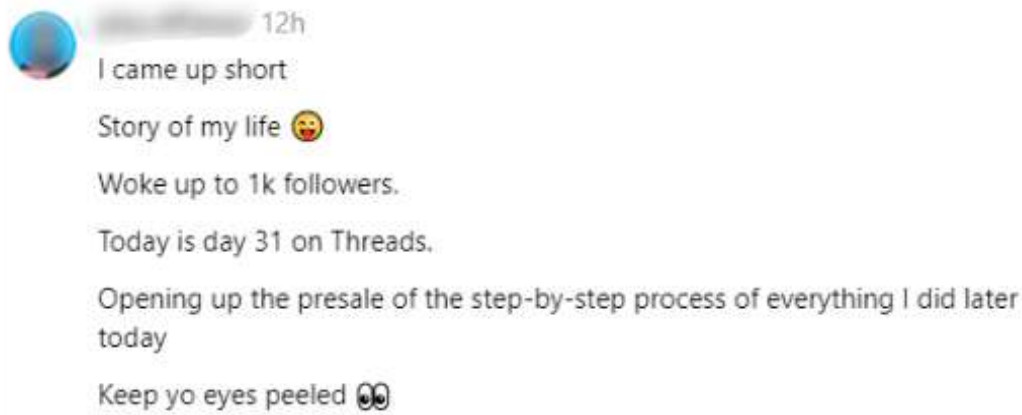 12h
I came up short
Story of my life 😜
Woke up to 1k followers.
Today is day 31 on Threads.
Opening up the presale of the step-by-step process of everything I did later
today
Keep yo eyes peeled 👀